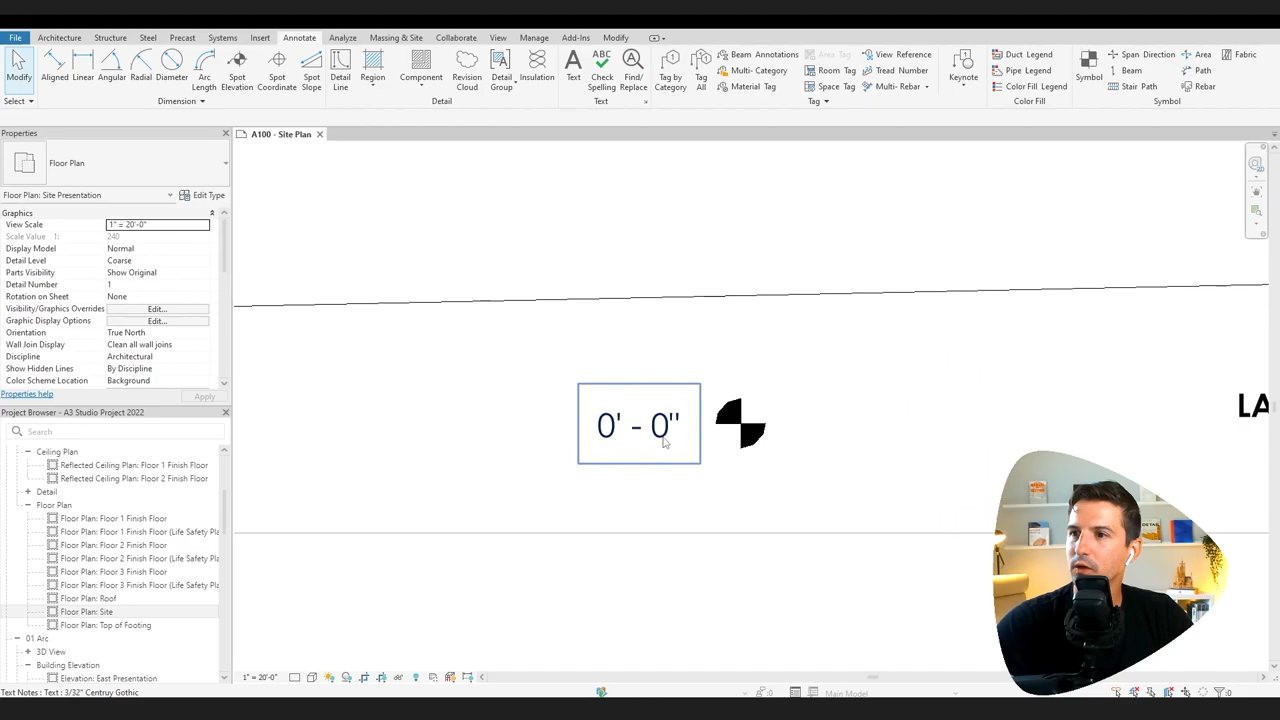 File Architecture Structure Steel Precast Systems Insert Annotate Analyze Massing & Site Collaborate View Manage Add-Ins Modify
Modify Aligned Linear Angular Radial Diameter Arc Length Spot Elevation Spot Coordinate Spot Slope Detail Line Region Component Revision Cloud Detail Group Insulation Text ABC Check Spelling Find/ Replace Tag by Category Tag All Beam Annotations Area Tag View Reference Keynote Duct Legend Symbol Span Direction Area Fabric
Multi- Category Room Tag Tread Number Pipe Legend Beam Path
Material Tag Space Tag Multi- Rebar Color Fill Legend Stair Path Rebar
Select Dimension Detail Text Tag Color Fill Symbol
Properties
A100 - Site Plan
Floor Plan
Floor Plan: Site Presentation Edit Type
Graphics
View Scale 1" = 20'-0"
Scale Value 1: 240
Display Model Normal
Detail Level Coarse
Parts Visibility Show Original
Detail Number 1
Rotation on Sheet None
Visibility/Graphics Overrides Edit...
Graphic Display Options Edit...
Orientation True North
Wall Join Display Clean all wall joins
Discipline Architectural
Show Hidden Lines By Discipline
Color Scheme Location Background
Properties help Apply
Project Browser - A3 Studio Project 2022
Search
Ceiling Plan
Reflected Ceiling Plan: Floor 1 Finish Floor
Reflected Ceiling Plan: Floor 2 Finish Floor
Detail
Floor Plan
Floor Plan: Floor 1 Finish Floor
Floor Plan: Floor 1 Finish Floor (Life Safety Pla
Floor Plan: Floor 2 Finish Floor
Floor Plan: Floor 2 Finish Floor (Life Safety Pla
Floor Plan: Floor 3 Finish Floor
Floor Plan: Floor 3 Finish Floor (Life Safety Pla
Floor Plan: Roof
Floor Plan: Site
Floor Plan: Top of Footing
01 Arc
3D View
Building Elevation
Elevation: East Presentation
0' - 0"
LA
1" = 20'-0"
Text Notes : Text : 3/32" Centruy Gothic
:0 Main Model :0